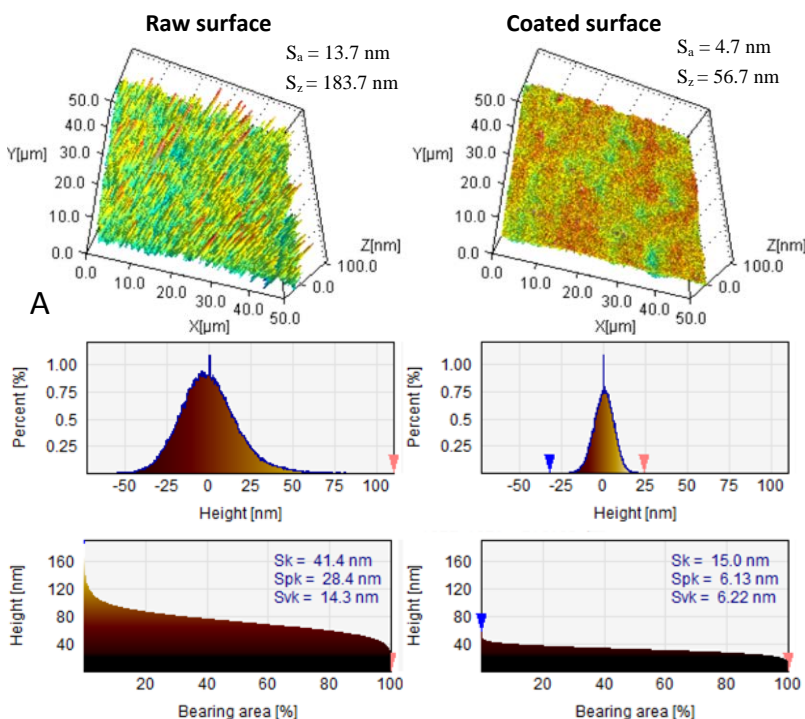 Raw surface
Sa = 13.7 nm
Sz = 183.7 nm
50.0
40.0
Y[µm]
30.0
20.0
10.0
0.0
0.0
10.0
20.0
30.0
40.0
50.0
X[µm]
Z[nm]
100.0
0.0
Coated surface
Sa = 4.7 nm
Sz = 56.7 nm
50.0
40.0
Y[µm]
30.0
20.0
10.0
0.0
0.0
10.0
20.0
30.0
40.0
50.0
X[µm]
Z[nm]
100.0
0.0
A
Percent [%]
1.00
0.75
0.5
0.25
-50 -25 0 25 50 75 100
Height [nm]
Percent [%]
1.00
0.75
0.5
0.25
-50 -25 0 25 50 75 100
Height [nm]
Height [nm]
160
120
80
40
Sk = 41.4 nm
Spk = 28.4 nm
Svk = 14.3 nm
20 40 60 80 100
Bearing area [%]
Height [nm]
160
120
80
40
Sk = 15.0 nm
Spk = 6.13 nm
Svk = 6.22 nm
20 40 60 80 100
Bearing area [%]